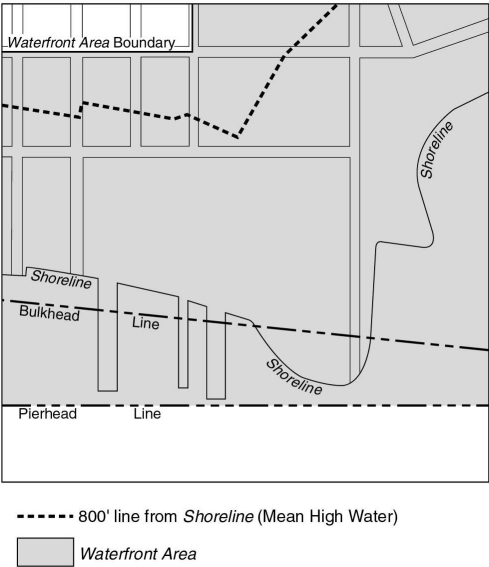 Waterfront Area Boundary
Shoreline
Shoreline
Bulkhead
Line
Shoreline
Pierhead
Line
800' line from Shoreline (Mean High Water)
Waterfront Area